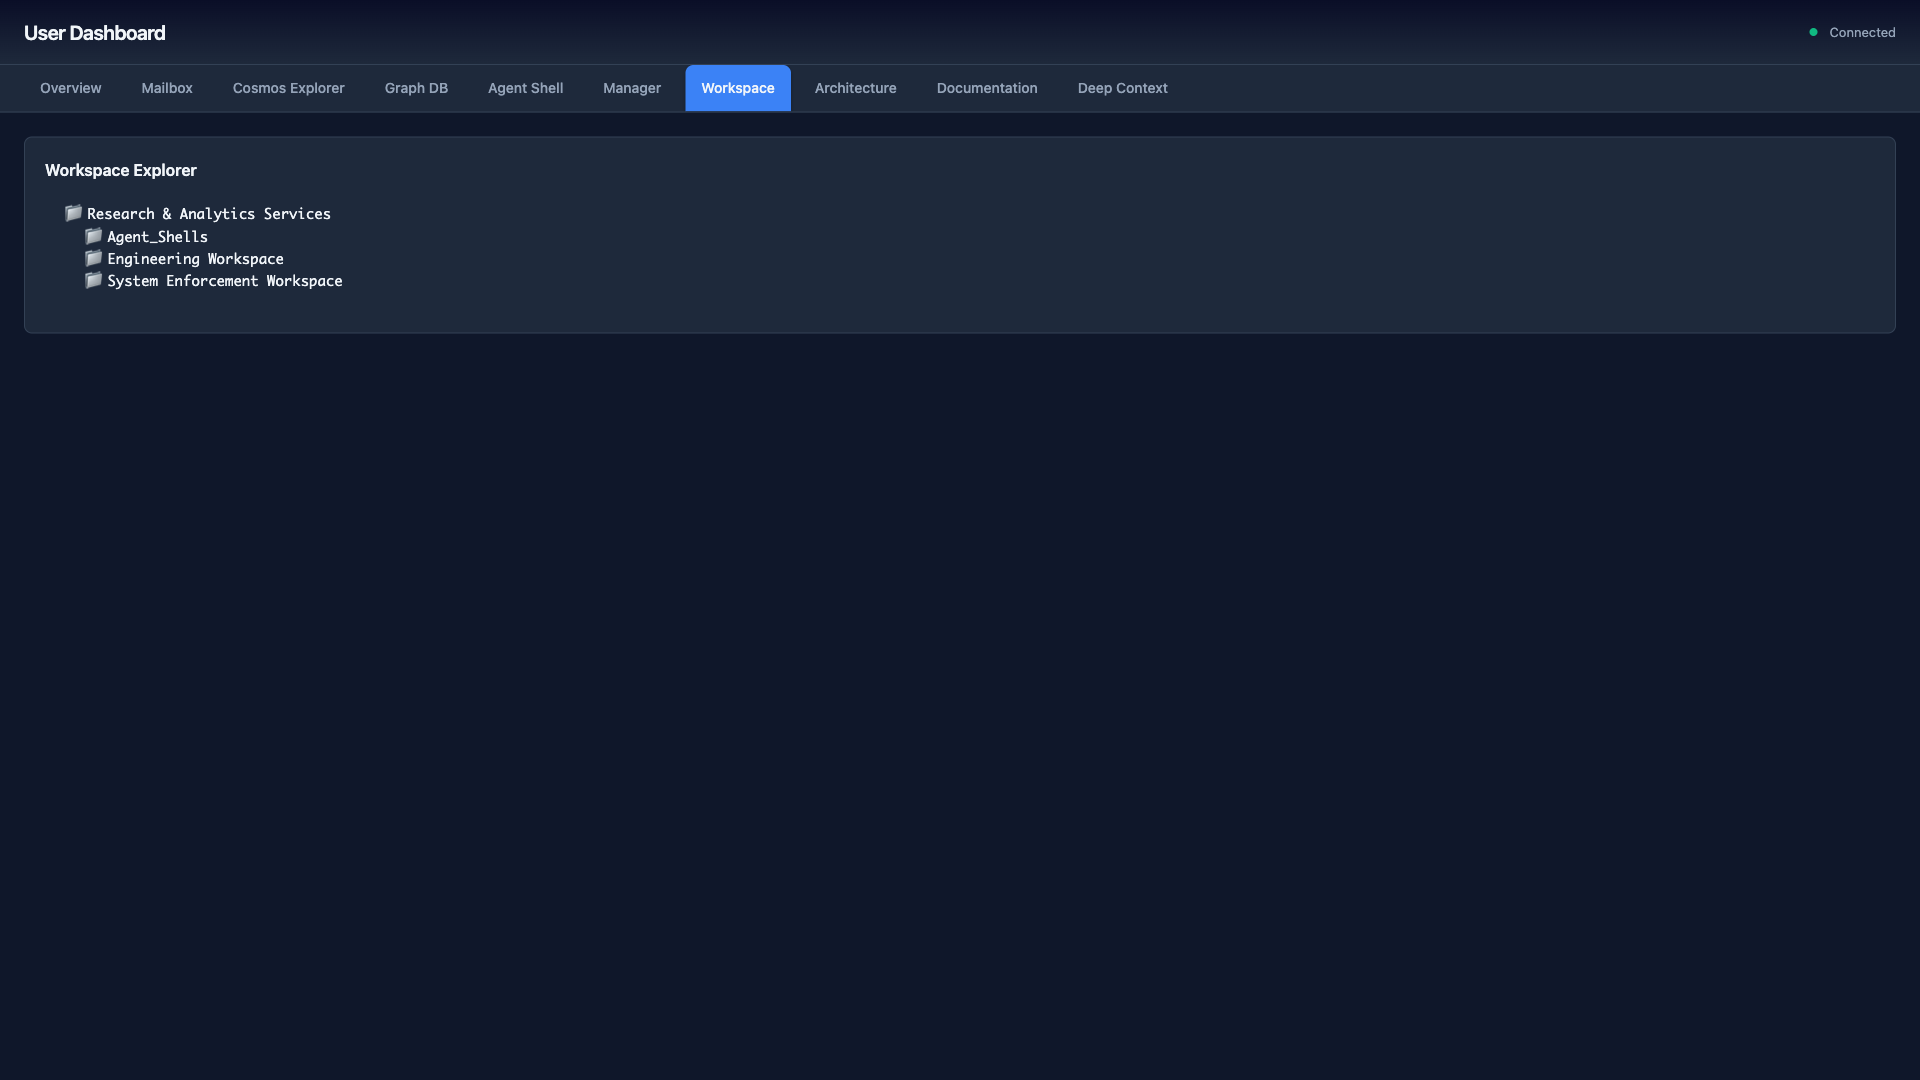 User Dashboard
Connected
Overview Mailbox Cosmos Explorer Graph DB Agent Shell Manager Workspace Architecture Documentation Deep Context
Workspace Explorer
Research & Analytics Services
Agent_Shells
Engineering Workspace
System Enforcement Workspace